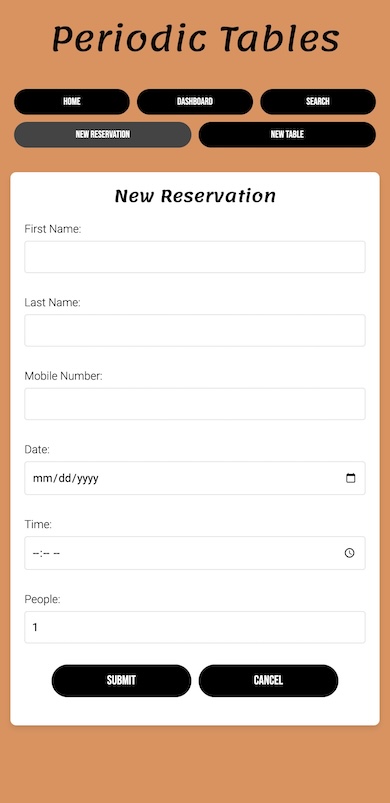 Periodic Tables
HOME DASHBOARD SEARCH
NEW RESERVATION NEW TABLE
New Reservation
First Name:
Last Name:
Mobile Number:
Date:
mm/dd/yyyy
Time:
--:-- --
People:
1
SUBMIT CANCEL